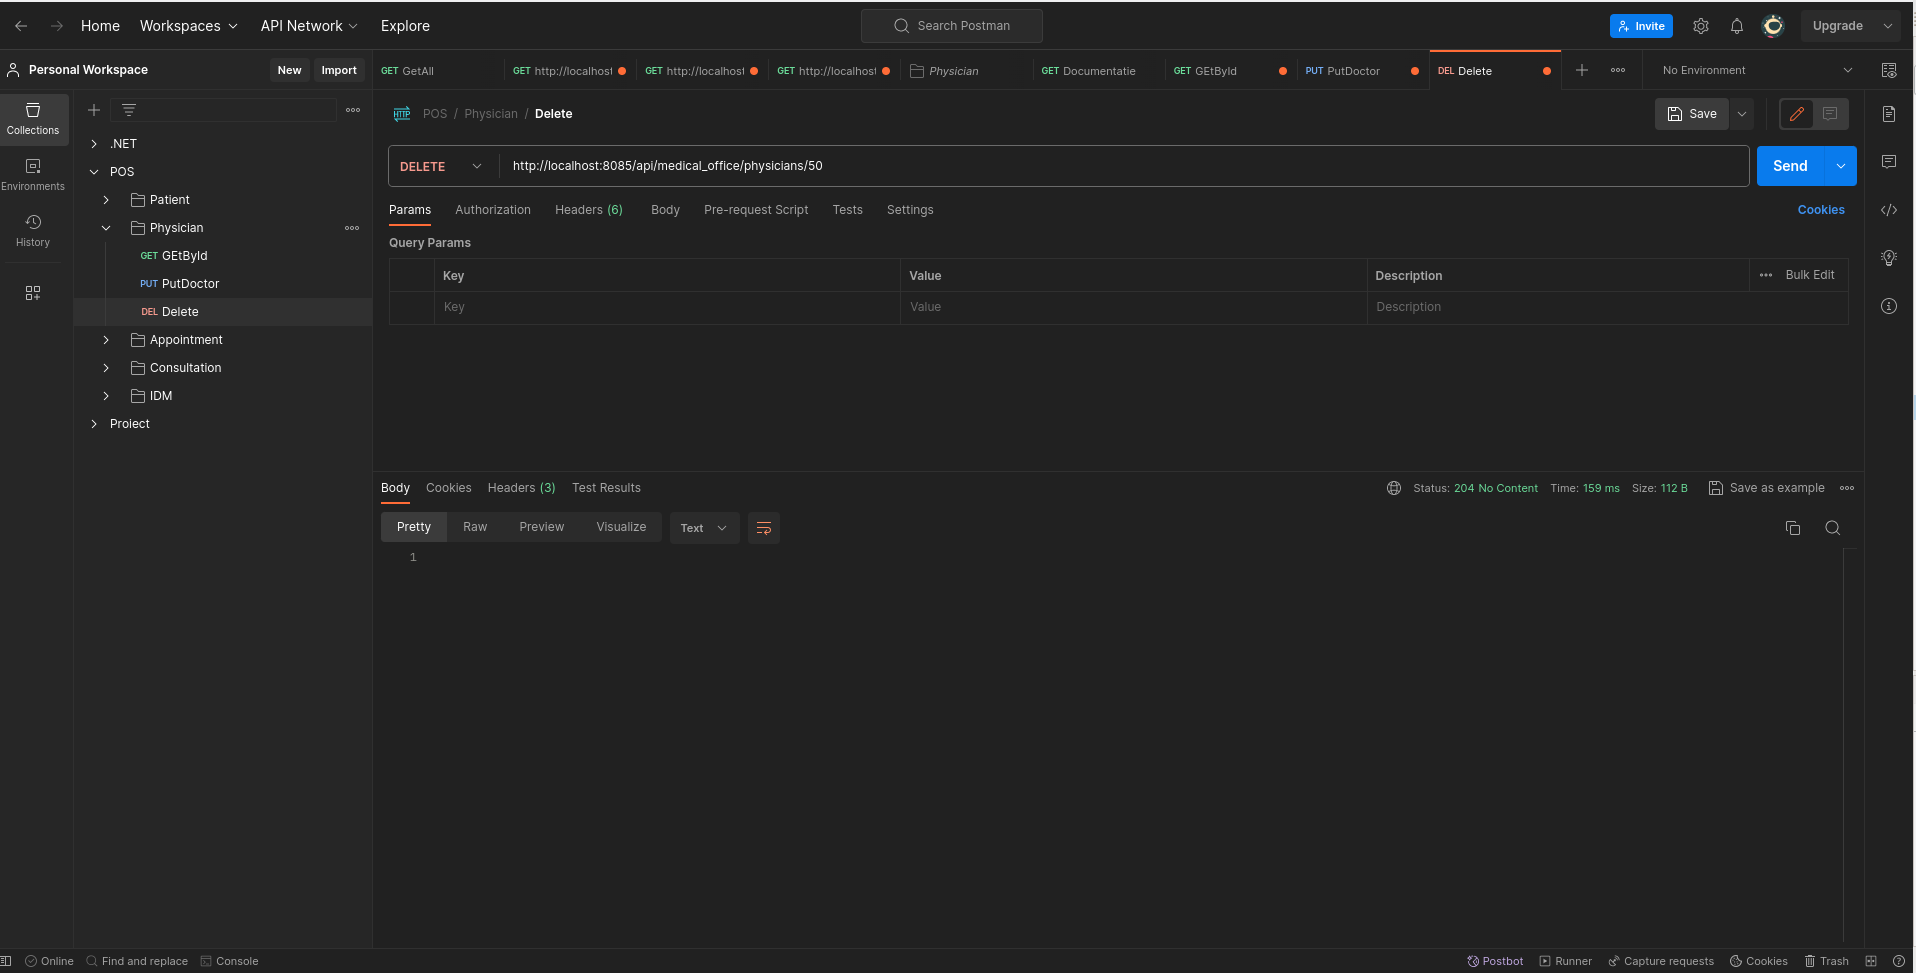 Home Workspaces API Network Explore Search Postman Invite Upgrade
Personal Workspace New Import
GET GetAll GET http://localhost GET http://localhost GET http://localhost Physician GET Documentatie GET GEtById PUT PutDoctor DEL Delete No Environment
Collections
Environments
History
.NET
POS
Patient
Physician
GET GEtById
PUT PutDoctor
DEL Delete
Appointment
Consultation
IDM
Proiect
HTTP POS / Physician / Delete Save
DELETE http://localhost:8085/api/medical_office/physicians/50 Send
Params Authorization Headers (6) Body Pre-request Script Tests Settings Cookies
Query Params
Key Value Description Bulk Edit
Key Value Description
Body Cookies Headers (3) Test Results Status: 204 No Content Time: 159 ms Size: 112 B Save as example
Pretty Raw Preview Visualize Text
1
Online Find and replace Console Postbot Runner Capture requests Cookies Trash